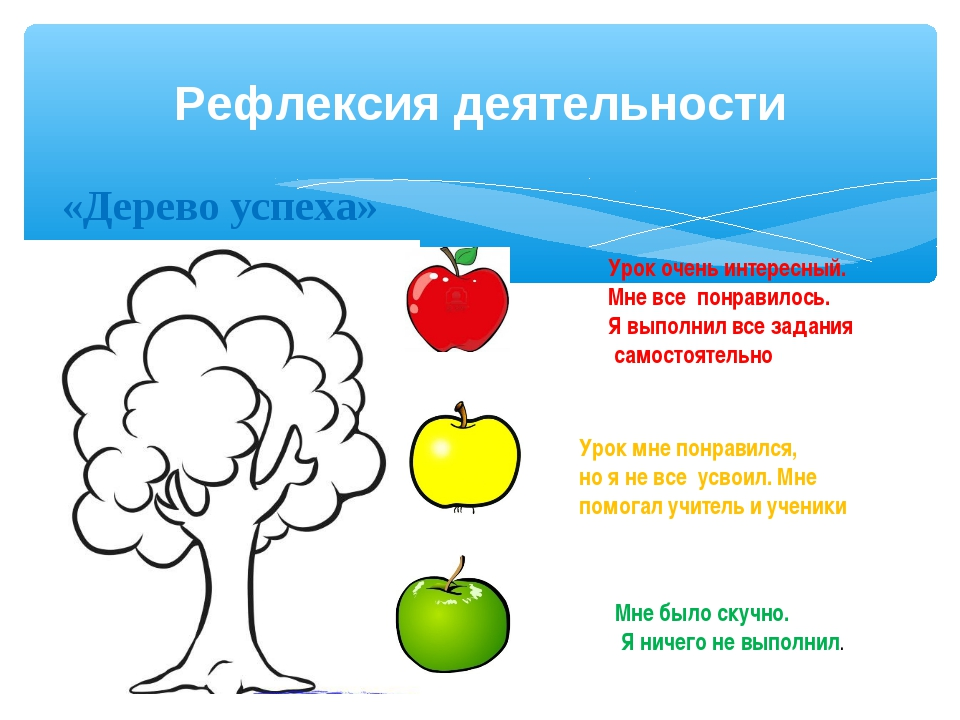 Рефлексия деятельности
«Дерево успеха»
Урок очень интересный.
Мне все понравилось.
Я выполнил все задания
самостоятельно
Урок мне понравился,
но я не все усвоил. Мне
помогал учитель и ученики
Мне было скучно.
Я ничего не выполнил.